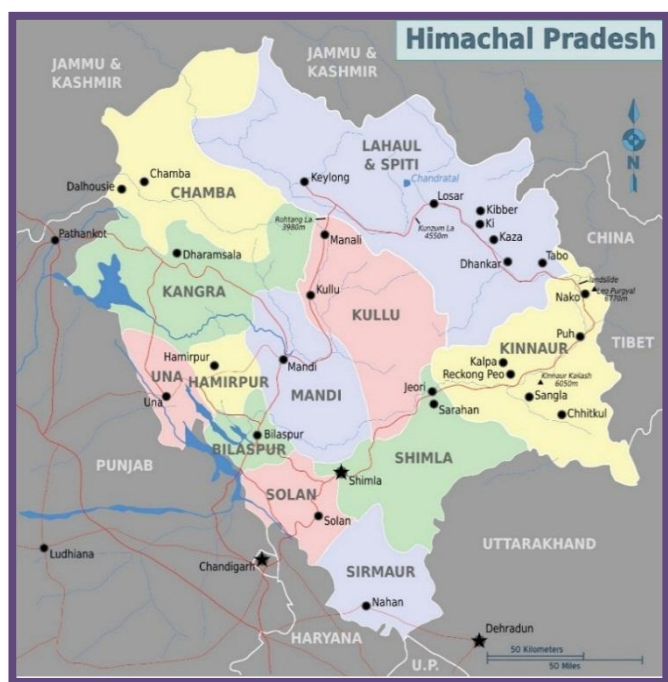 Himachal Pradesh
JAMMU &
KASHMIR
JAMMU &
KASHMIR
LAHAUL
& SPITI
Chandratal
Keylong
Losar
Kibber
Ki
Kaza
Dhankar
Tabo
Kunzum La
4550m
Rohtang La
3980m
Chamba
Dalhousie
CHAMBA
Pathankot
Dharamsala
KANGRA
Manali
Kullu
KULLU
CHINA
landslide
Leo Purgyal
6770m
Nako
Puh
TIBET
KINNAUR
Kalpa
Reckong Peo
Kinnaur Kailash
6050m
Sangla
Chhitkul
Jeori
Sarahan
Hamirpur
HAMIRPUR
UNA
Una
Mandi
MANDI
Bilaspur
BILASPUR
PUNJAB
SHIMLA
Shimla
SOLAN
Solan
Ludhiana
Chandigarh
SIRMAUR
Nahan
UTTARAKHAND
HARYANA
Dehradun
U.P.
N
50 Kilometers
50 Miles